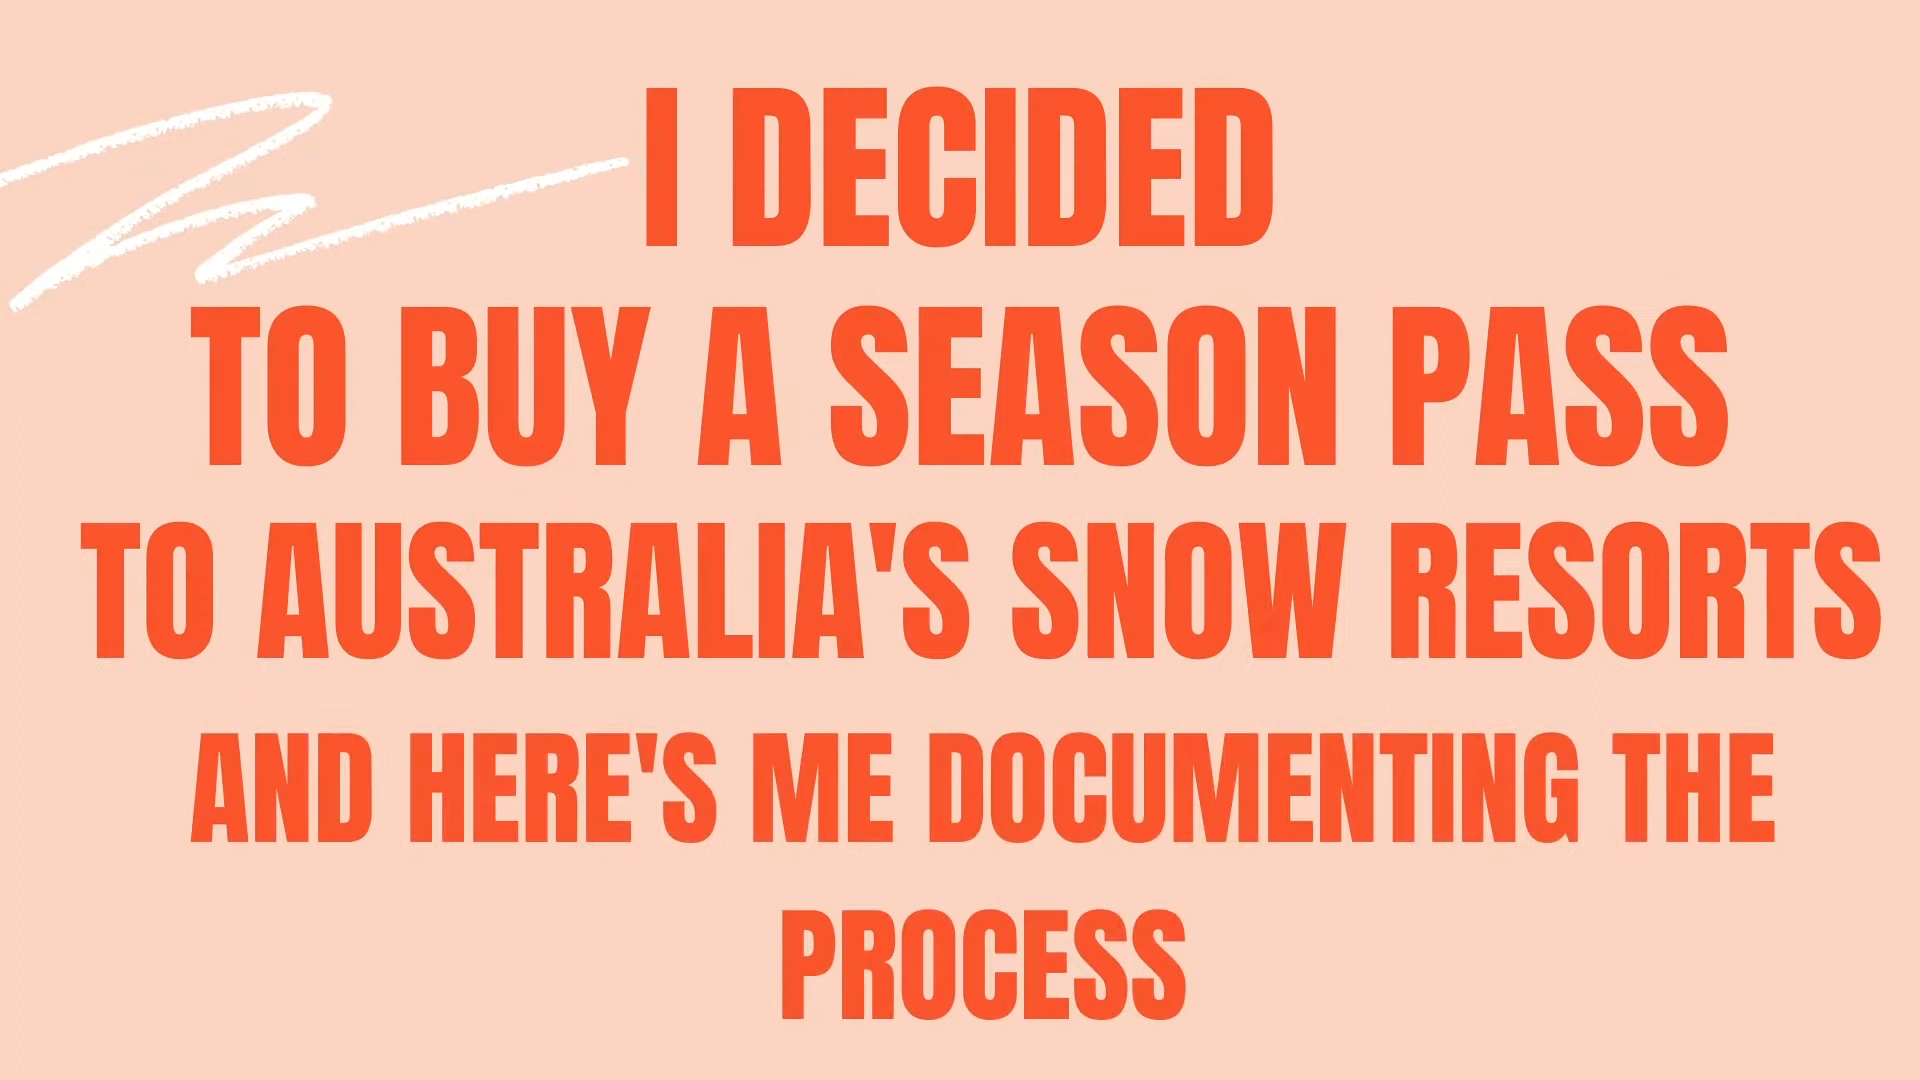 I DECIDED
TO BUY A SEASON PASS
TO AUSTRALIA'S SNOW RESORTS
AND HERE'S ME DOCUMENTING THE
PROCESS